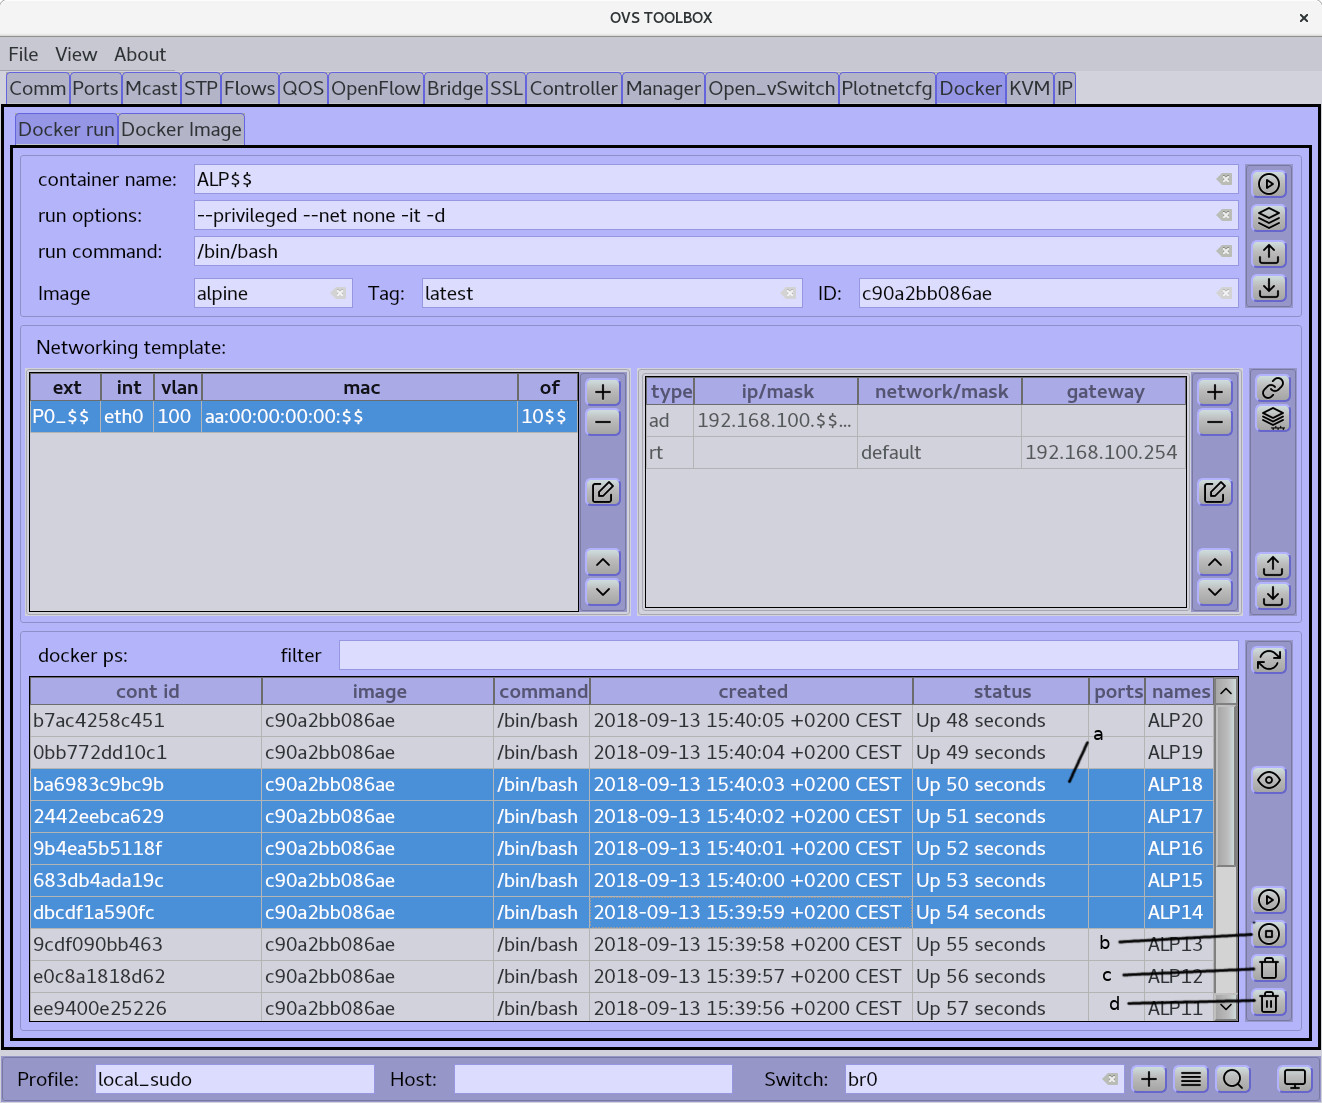 OVS TOOLBOX ×
File View About
Comm Ports Mcast STP Flows QOS OpenFlow Bridge SSL Controller Manager Open_vSwitch Plotnetcfg Docker KVM IP
Docker run Docker Image
container name: ALP$$
run options: --privileged --net none -it -d
run command: /bin/bash
Image alpine Tag: latest ID: c90a2bb086ae
Networking template:
ext int vlan mac of
P0_$$ eth0 100 aa:00:00:00:00:$$ 10$$
type ip/mask network/mask gateway
ad 192.168.100.$$...
rt default 192.168.100.254
docker ps: filter
cont id image command created status ports names
b7ac4258c451 c90a2bb086ae /bin/bash 2018-09-13 15:40:05 +0200 CEST Up 48 seconds ALP20
a
0bb772dd10c1 c90a2bb086ae /bin/bash 2018-09-13 15:40:04 +0200 CEST Up 49 seconds ALP19
ba6983c9bc9b c90a2bb086ae /bin/bash 2018-09-13 15:40:03 +0200 CEST Up 50 seconds ALP18
2442eebca629 c90a2bb086ae /bin/bash 2018-09-13 15:40:02 +0200 CEST Up 51 seconds ALP17
9b4ea5b5118f c90a2bb086ae /bin/bash 2018-09-13 15:40:01 +0200 CEST Up 52 seconds ALP16
683db4ada19c c90a2bb086ae /bin/bash 2018-09-13 15:40:00 +0200 CEST Up 53 seconds ALP15
dbcdf1a590fc c90a2bb086ae /bin/bash 2018-09-13 15:39:59 +0200 CEST Up 54 seconds ALP14
9cdf090bb463 c90a2bb086ae /bin/bash 2018-09-13 15:39:58 +0200 CEST Up 55 seconds b ALP13
e0c8a1818d62 c90a2bb086ae /bin/bash 2018-09-13 15:39:57 +0200 CEST Up 56 seconds c ALP12
ee9400e25226 c90a2bb086ae /bin/bash 2018-09-13 15:39:56 +0200 CEST Up 57 seconds d ALP11
Profile: local_sudo Host: Switch: br0